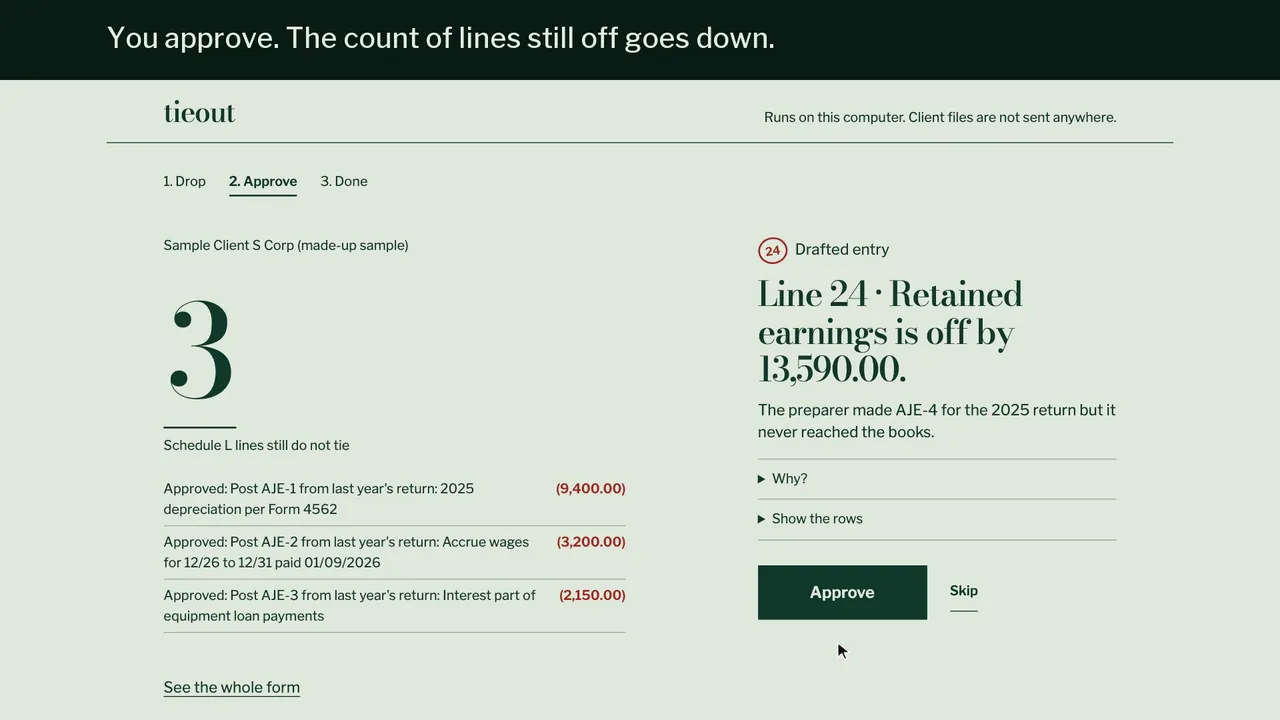 You approve. The count of lines still off goes down.
tieout
Runs on this computer. Client files are not sent anywhere.
1. Drop
2. Approve
3. Done
Sample Client S Corp (made-up sample)
3
Schedule L lines still do not tie
Approved: Post AJE-1 from last year's return: 2025
depreciation per Form 4562
(9,400.00)
Approved: Post AJE-2 from last year's return: Accrue wages
for 12/26 to 12/31 paid 01/09/2026
(3,200.00)
Approved: Post AJE-3 from last year's return: Interest part of
equipment loan payments
(2,150.00)
See the whole form
24 Drafted entry
Line 24 · Retained
earnings is off by
13,590.00.
The preparer made AJE-4 for the 2025 return but it
never reached the books.
Why?
Show the rows
Approve
Skip